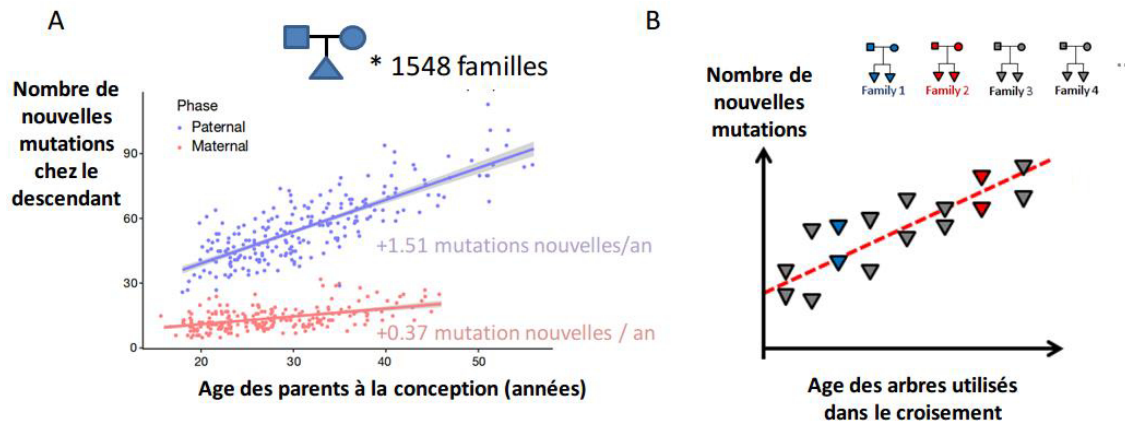 A
* 1548 familles
Nombre de
nouvelles
mutations
chez le
descendant
Phase
Paternal
Maternal
90
60
30
0
+1.51 mutations nouvelles/an
+0.37 mutation nouvelles / an
20
30
40
50
Age des parents à la conception (années)
B
Family 1
Family 2
Family 3
Family 4
..
Nombre de
nouvelles
mutations
Age des arbres utilisés
dans le croisement